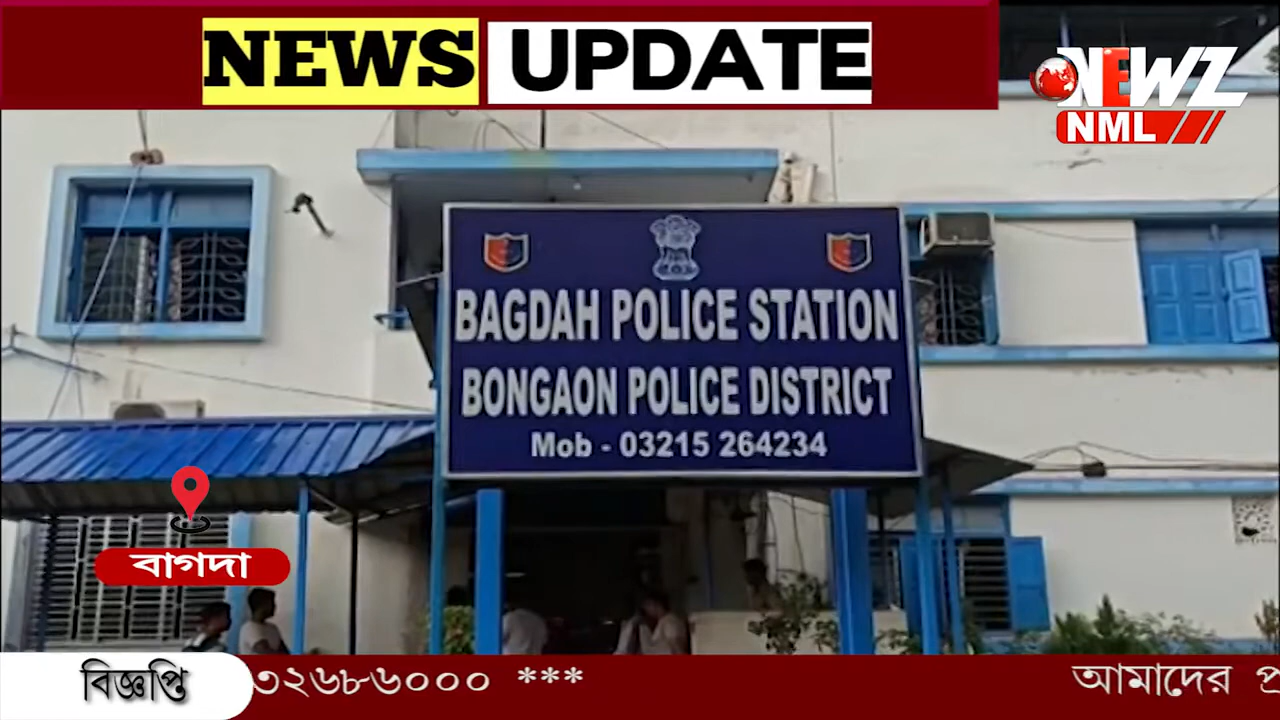 NEWS UPDATE
NEWZ
NML
BAGDAH POLICE STATION
BONGAON POLICE DISTRICT
Mob - 03215 264234
বাগদা
বিজ্ঞপ্তি
৩২৬৮৬০০০ ***
আমাদের প্র